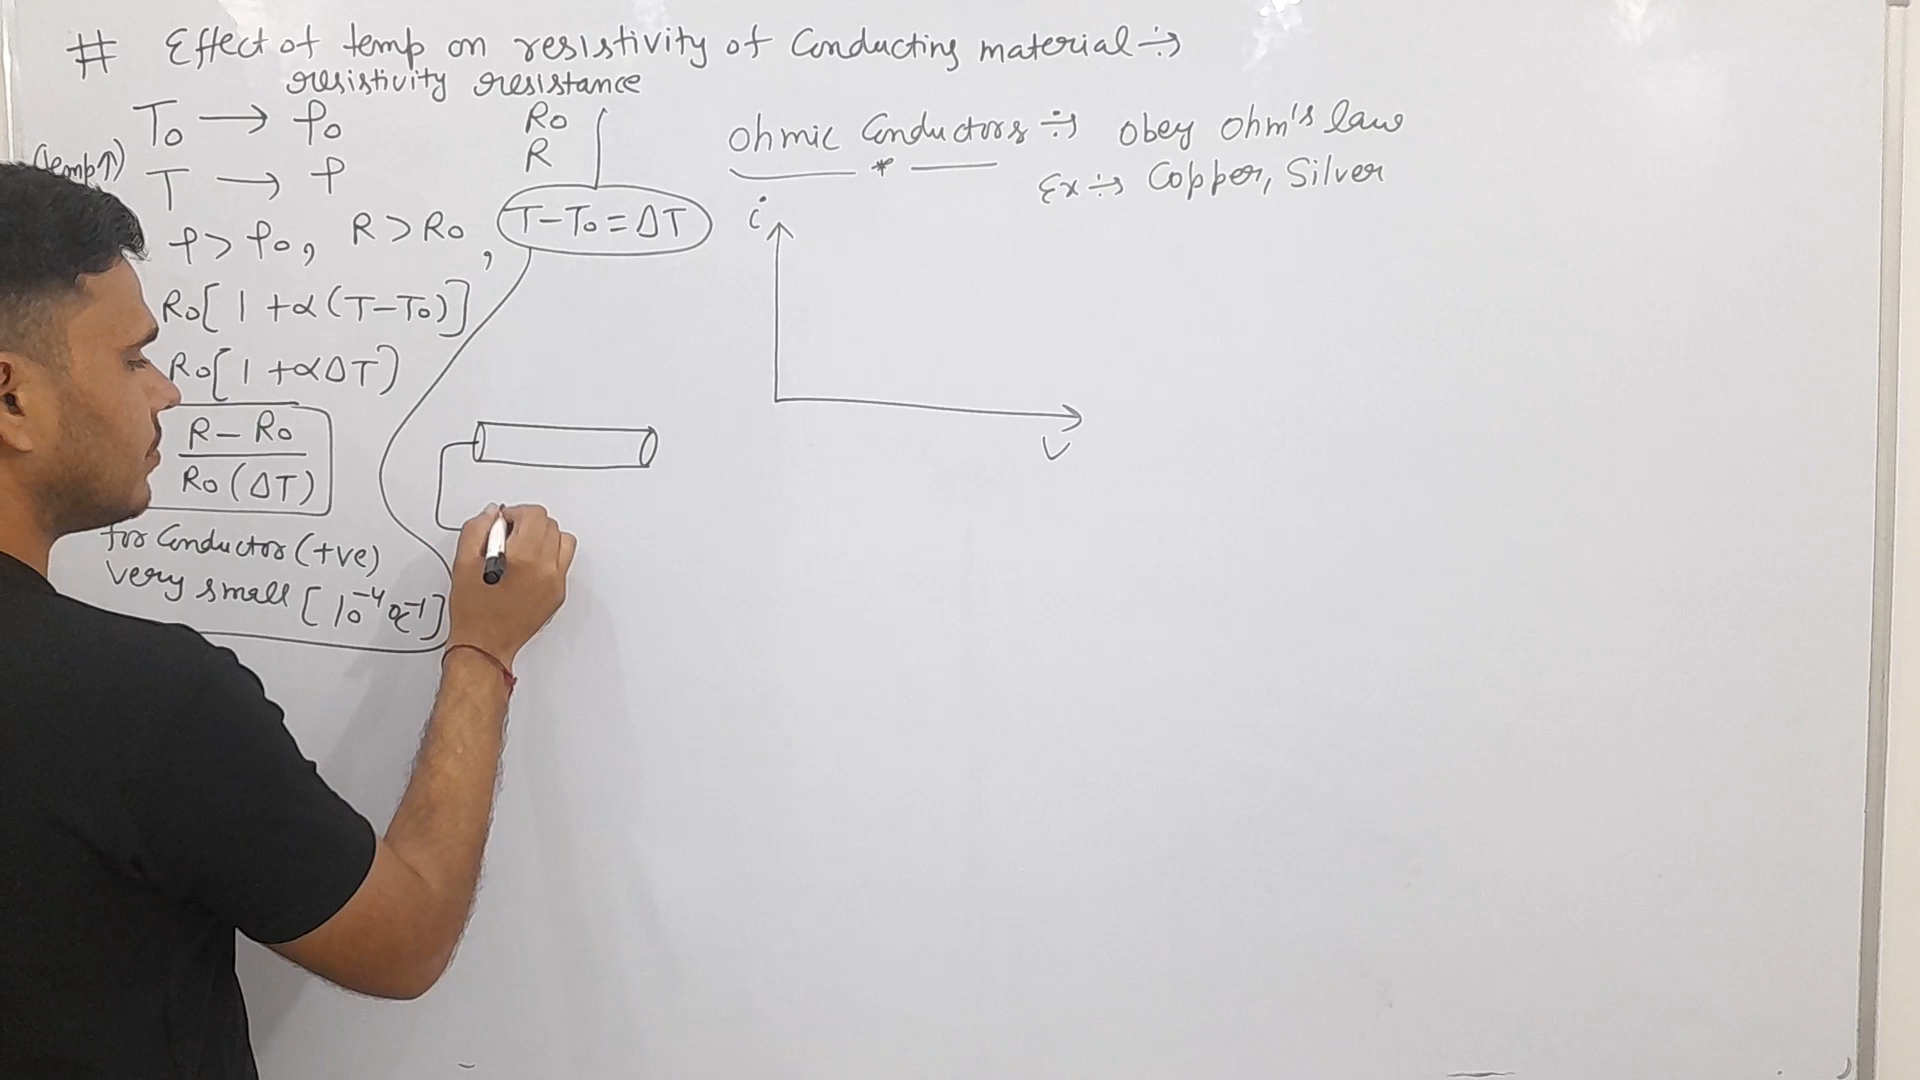 # Effect of temp on resistivity of Conducting material ÷>
resistivity resistance
T₀ → ρ₀
R₀
(temp↑)
T → ρ
R
ρ > ρ₀, R > R₀, T-T₀=ΔT
R₀[1+α(T-T₀)]
R₀[1+αΔT)
R-R₀
R₀(ΔT)
for Conductor (+ve)
very small [10⁻⁴ °C⁻¹]
Ohmic Conductors ÷> Obey Ohm's law
*
Ex ÷> Copper, Silver
i
V